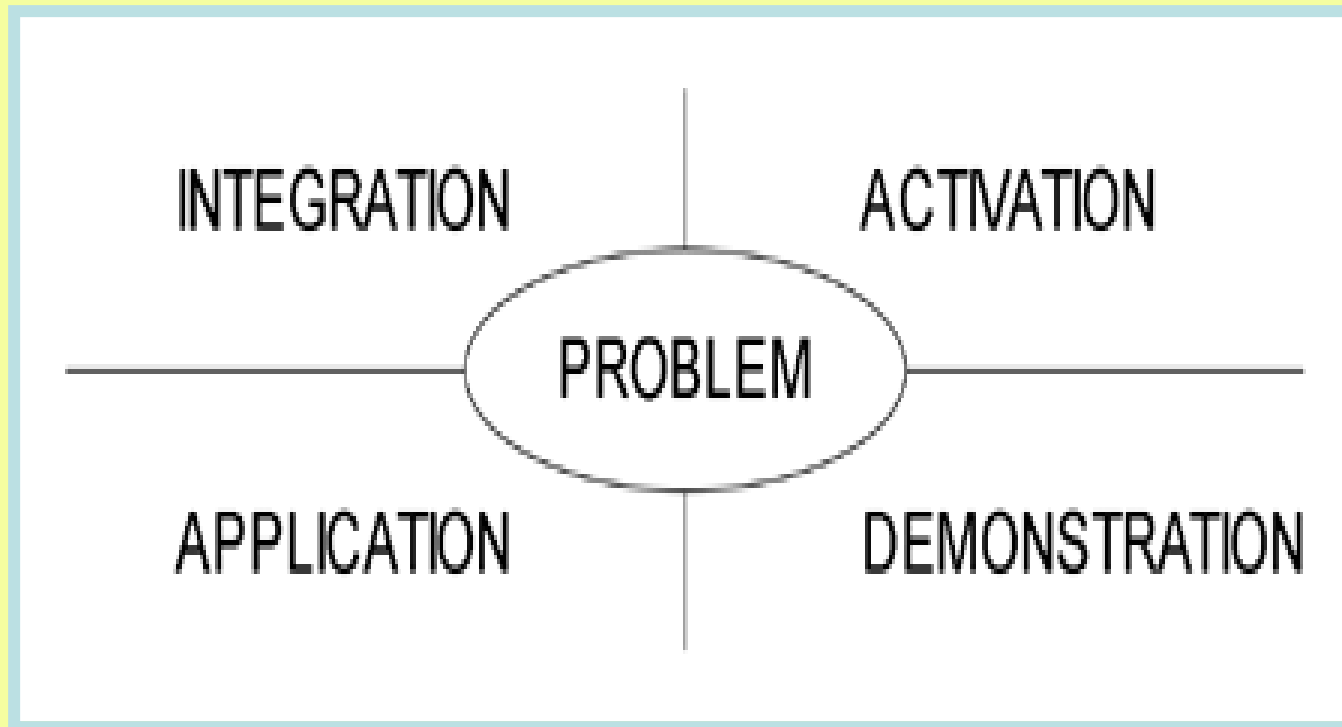 INTEGRATION
ACTIVATION
PROBLEM
APPLICATION
DEMONSTRATION